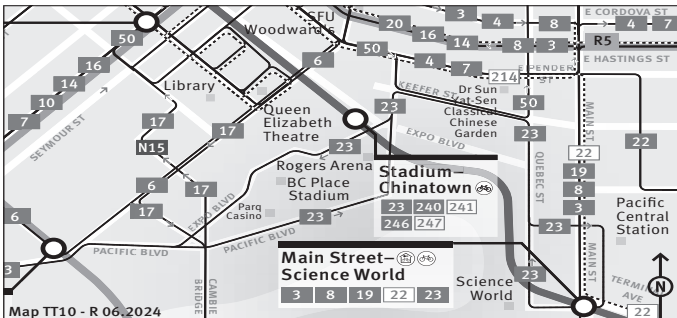 SFU
Woodward's
3
4
8
E CORDOVA ST
4
7
20
16
14
8
3
R5
50
50
4
7
E PENDER ST
214
E HASTINGS ST
16
14
10
7
6
Library
KEEFER ST
Dr Sun
Yat-Sen
Classical
Chinese
Garden
50
SEYMOUR ST
17
17
Queen
Elizabeth
Theatre
23
23
EXPO BLVD
MAIN ST
22
22
N15
23
Rogers Arena
BC Place
Stadium
Stadium–
Chinatown
23 240 241
246 247
QUEBEC ST
19
8
3
6
17
17
EXPO BLVD
Parq
Casino
23
23
Pacific
Central
Station
6
PACIFIC BLVD
PACIFIC BLVD
3
CAMBIE
BRIDGE
Main Street–
Science World
3 8 19 22 23
Science
World
23
MAIN ST
TERMINAL
AVE
N
22
Map TT10 - R 06.2024